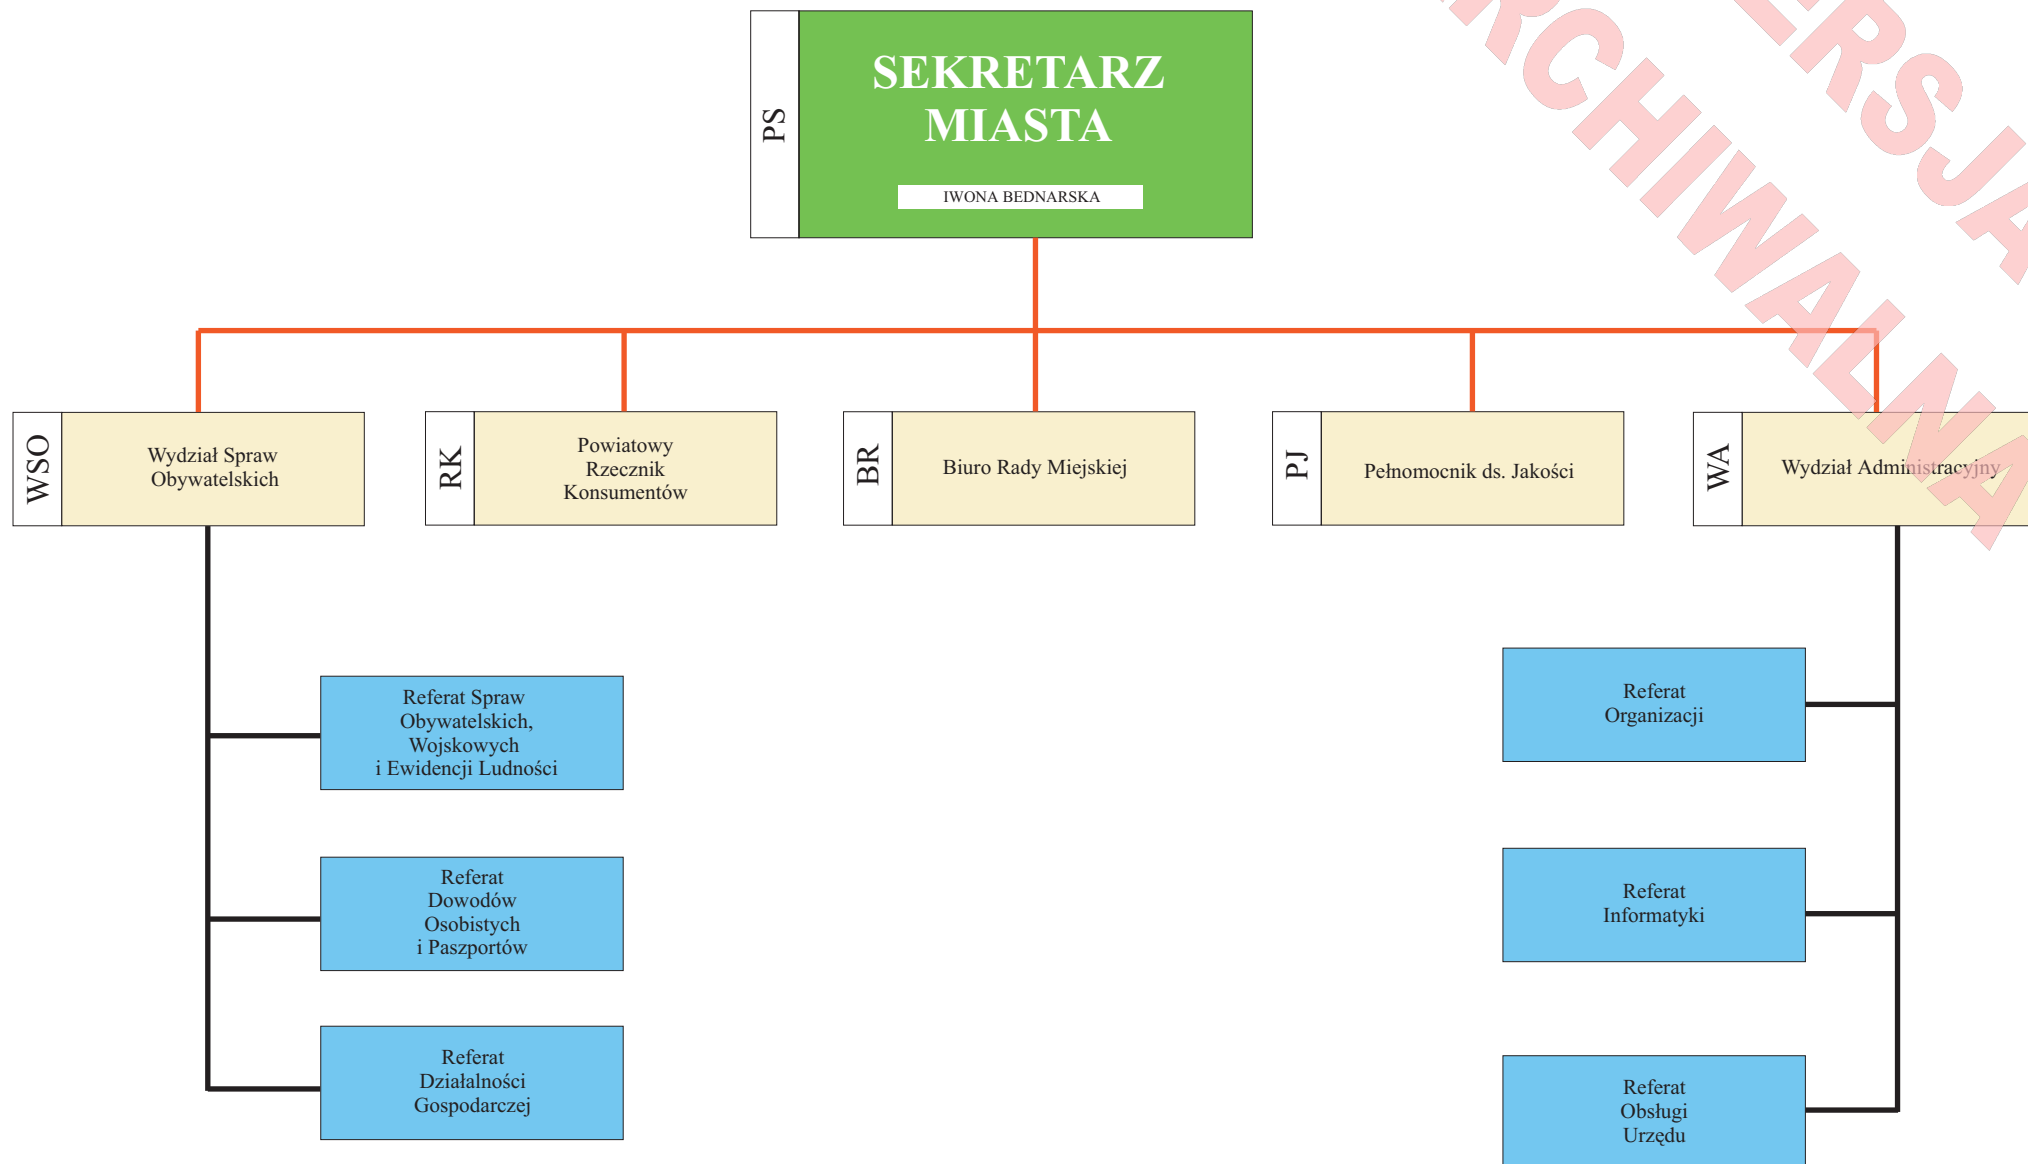 PS
SEKRETARZ
MIASTA
IWONA BEDNARSKA
WSO
Wydział Spraw
Obywatelskich
RK
Powiatowy
Rzecznik
Konsumentów
BR
Biuro Rady Miejskiej
PJ
Pełnomocnik ds. Jakości
WA
Wydział Administracyjny
Referat Spraw
Obywatelskich,
Wojskowych
i Ewidencji Ludności
Referat
Dowodów
Osobistych
i Paszportów
Referat
Działalności
Gospodarczej
Referat
Organizacji
Referat
Informatyki
Referat
Obsługi
Urzędu
ERSJA
RCHIWALNA